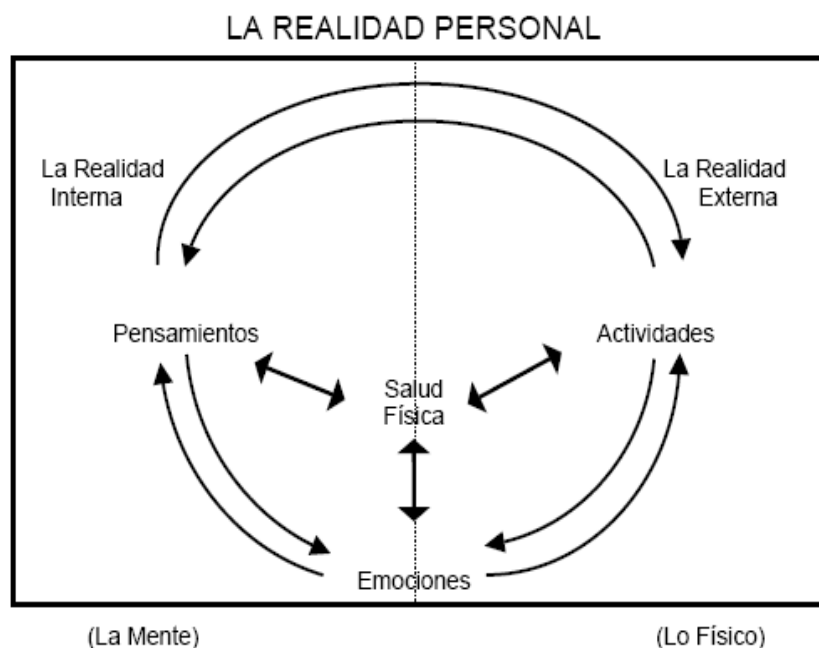 LA REALIDAD PERSONAL
La Realidad
Interna
La Realidad
Externa
Pensamientos
Actividades
Salud
Física
Emociones
(La Mente)
(Lo Físico)